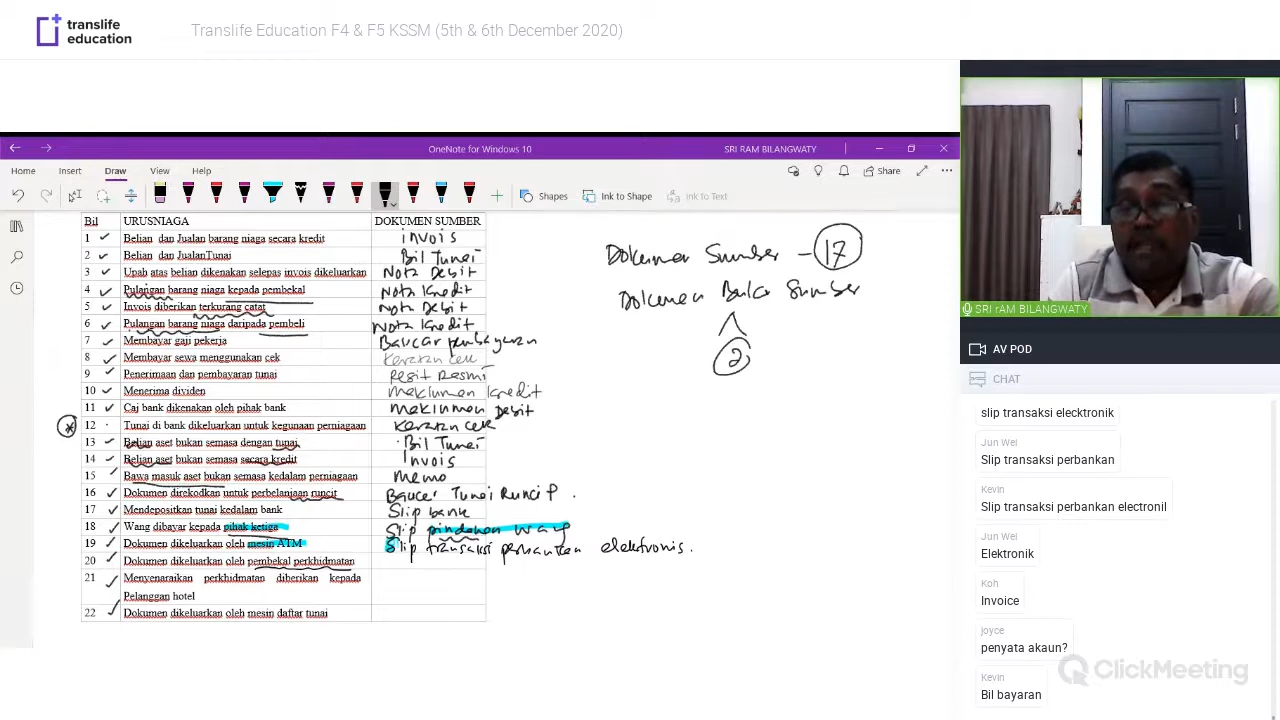 translife education
Translife Education F4 & F5 KSSM (5th & 6th December 2020)
OneNote for Windows 10
SRI RAM BILANGWATY
Home Insert Draw View Help
Share
Shapes Ink to Shape Ink to Text
Bil URUSNIAGA DOKUMEN SUMBER
1 Belian dan Jualan barang niaga secara kredit invois
2 Belian dan JualanTunai Bil Tunai
3 Upah atas belian dikenakan selepas invois dikeluarkan Nota Debit
4 Pulangan barang niaga kepada pembekal Nota Kredit
5 Invois diberikan terkurang catat Nota Debit
6 Pulangan barang niaga daripada pembeli Nota Kredit
7 Membayar gaji pekerja Baucar pembayaran
8 Membayar sewa menggunakan cek Keratan cek
9 Penerimaan dan pembayaran tunai Resit Rasmi
10 Menerima dividen Makluman Kredit
11 Caj bank dikenakan oleh pihak bank Makluman Debit
12 Tunai di bank dikeluarkan untuk kegunaan perniagaan Keratan cek
13 Belian aset bukan semasa dengan tunai Bil Tunai
14 Belian aset bukan semasa secara kredit Invois
15 Bawa masuk aset bukan semasa kedalam perniagaan Memo
16 Dokumen direkodkan untuk perbelanjaan runcit Baucer Tunai Runcit.
17 Mendepositkan tunai kedalam bank Slip bank
18 Wang dibayar kepada pihak ketiga Slip pindahan wang
19 Dokumen dikeluarkan oleh mesin ATM Slip transaksi perbankan elektronis.
20 Dokumen dikeluarkan oleh pembekal perkhidmatan
21 Menyenaraikan perkhidmatan diberikan kepada
Pelanggan hotel
22 Dokumen dikeluarkan oleh mesin daftar tunai
Dokumen Sumber - 17
Dokumen Bukan Sumber
2
SRI rAM BILANGWATY
AV POD
CHAT
slip transaksi elecktronik
Jun Wei
Slip transaksi perbankan
Kevin
Slip transaksi perbankan electronil
Jun Wei
Elektronik
Koh
Invoice
joyce
penyata akaun?
Kevin
Bil bayaran
ClickMeeting